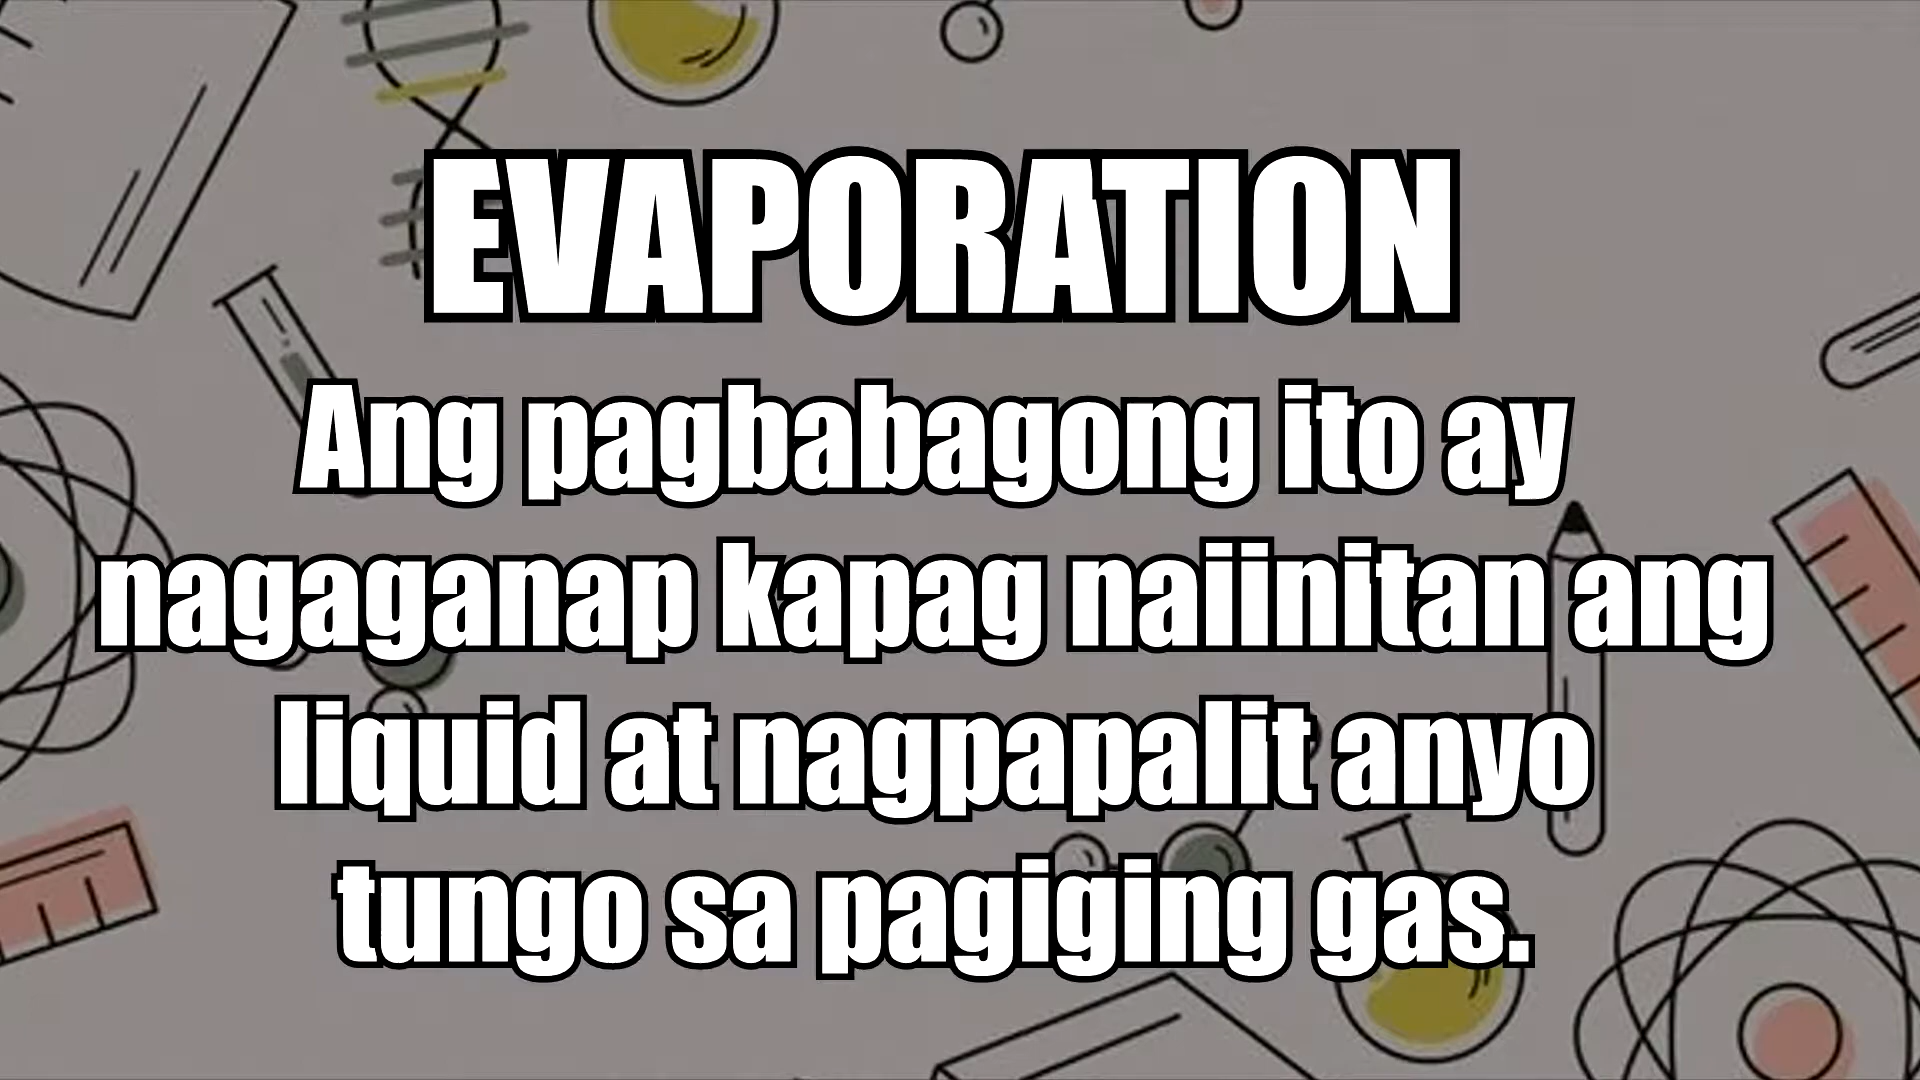 EVAPORATION
Ang pagbabagong ito ay
nagaganap kapag naiinitan ang
liquid at nagpapalit anyo
tungo sa pagiging gas.